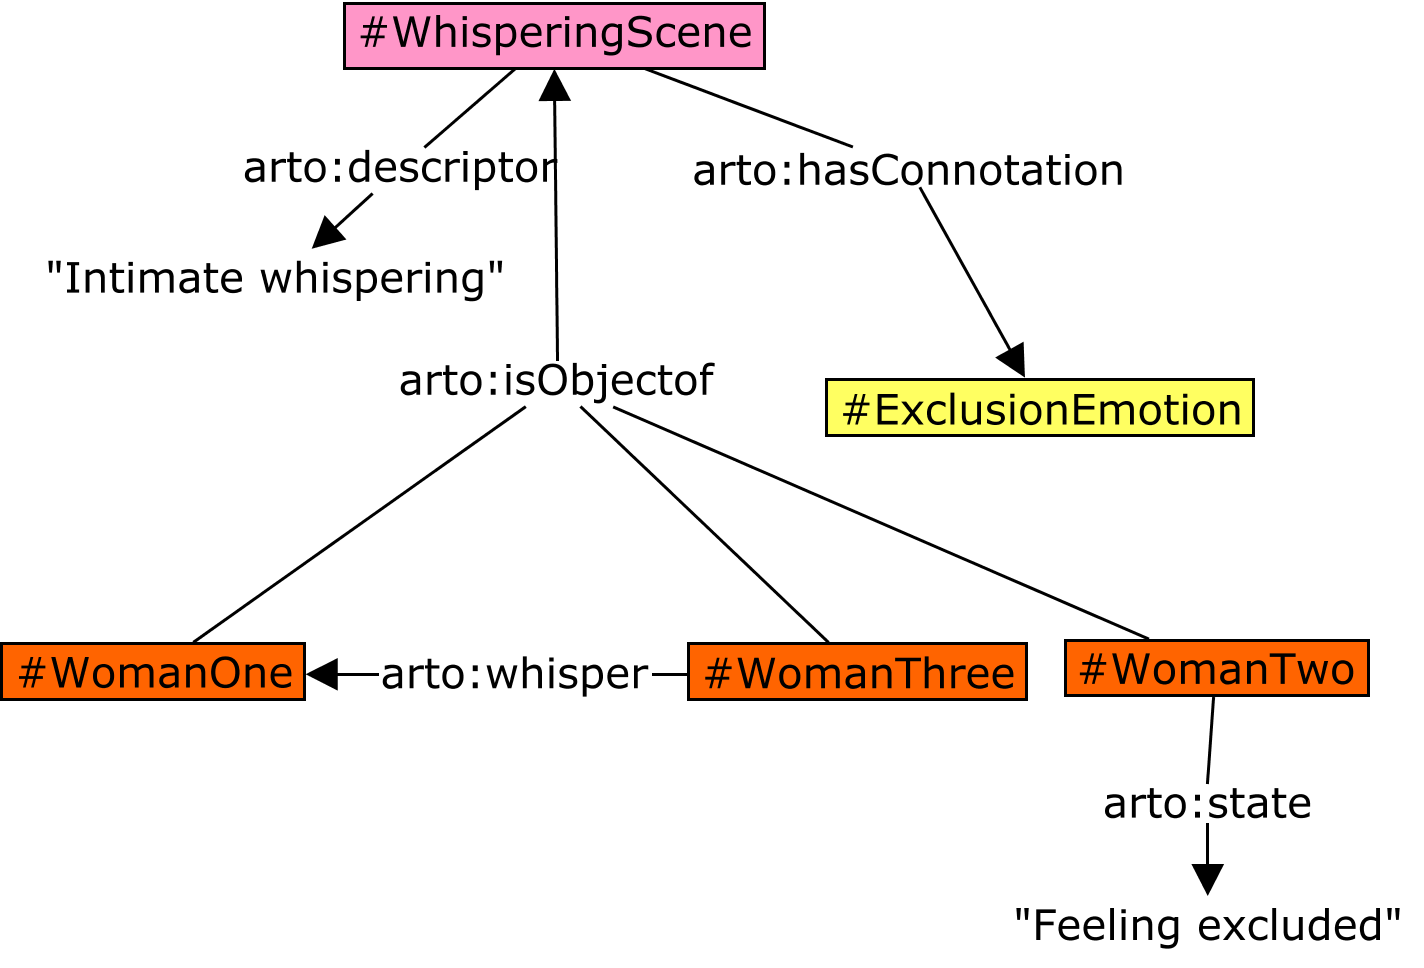 #WhisperingScene
arto:descriptor
arto:hasConnotation
"Intimate whispering"
arto:isObjectof
#ExclusionEmotion
#WomanOne
arto:whisper
#WomanThree
#WomanTwo
arto:state
"Feeling excluded"